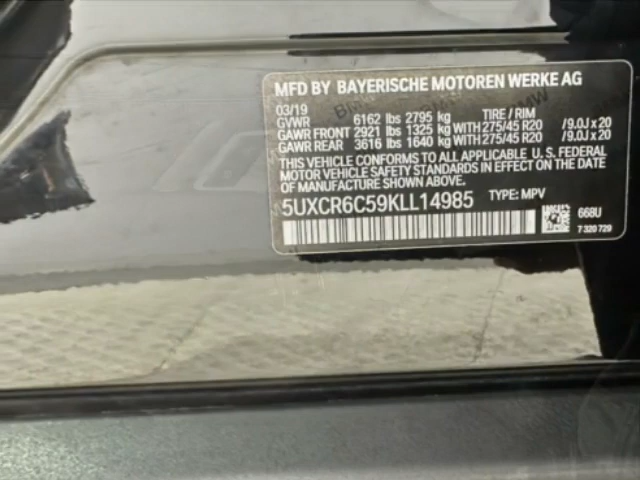 MFD BY BAYERISCHE MOTOREN WERKE AG
03/19
GVWR 6162 lbs 2795 kg TIRE / RIM
GAWR FRONT 2921 lbs 1325 kg WITH 275/45 R20 /9.0J x 20
GAWR REAR 3616 lbs 1640 kg WITH 275/45 R20 /9.0J x 20
THIS VEHICLE CONFORMS TO ALL APPLICABLE U. S. FEDERAL
MOTOR VEHICLE SAFETY STANDARDS IN EFFECT ON THE DATE
OF MANUFACTURE SHOWN ABOVE.
5UXCR6C59KLL14985 TYPE: MPV
668U
7 320 729